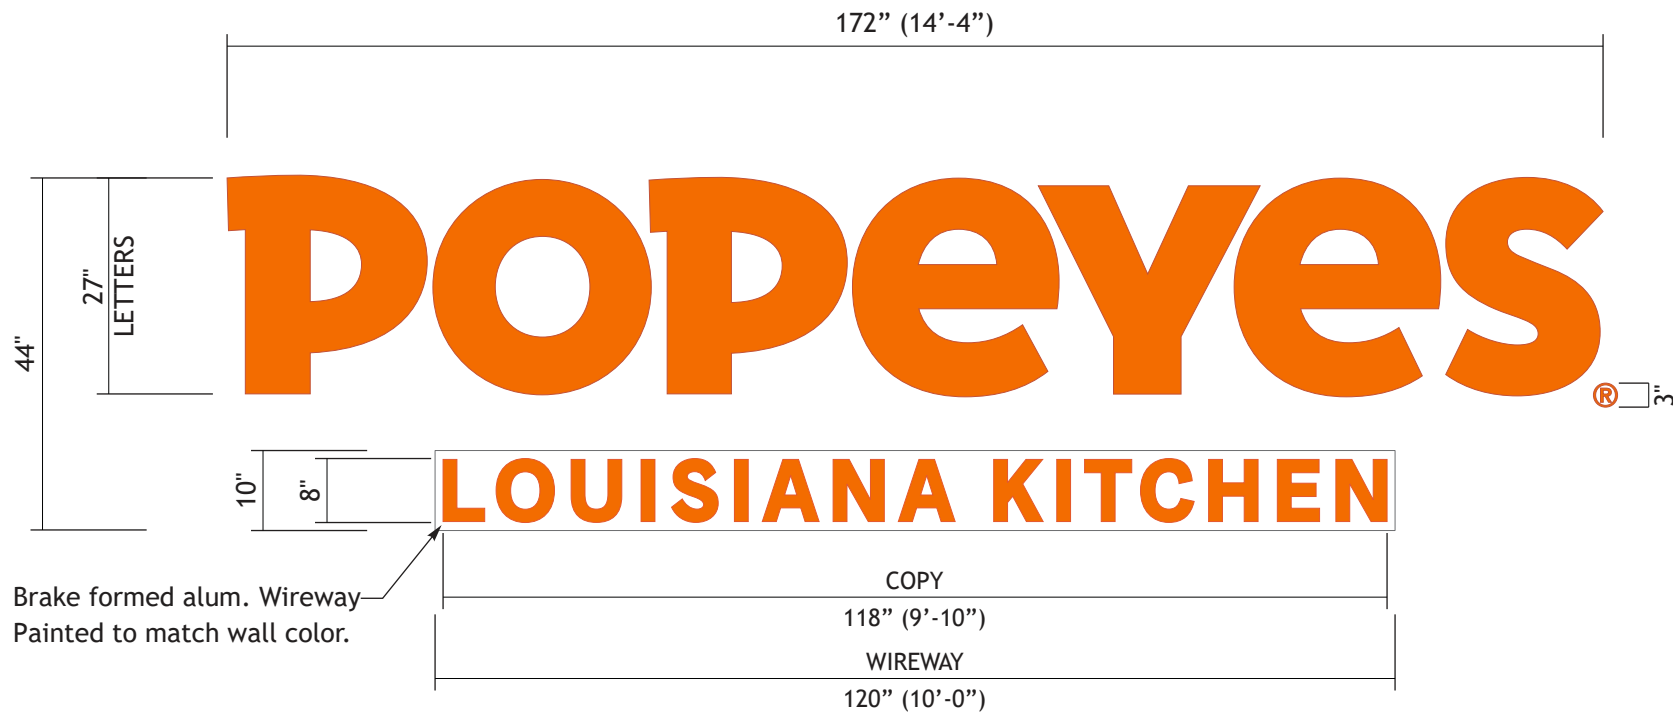 172” (14’-4”)
44"
27"
LETTERS
POPeYes
®
3"
10"
8"
LOUISIANA KITCHEN
Brake formed alum. Wireway
Painted to match wall color.
COPY
118” (9’-10”)
WIREWAY
120” (10’-0”)